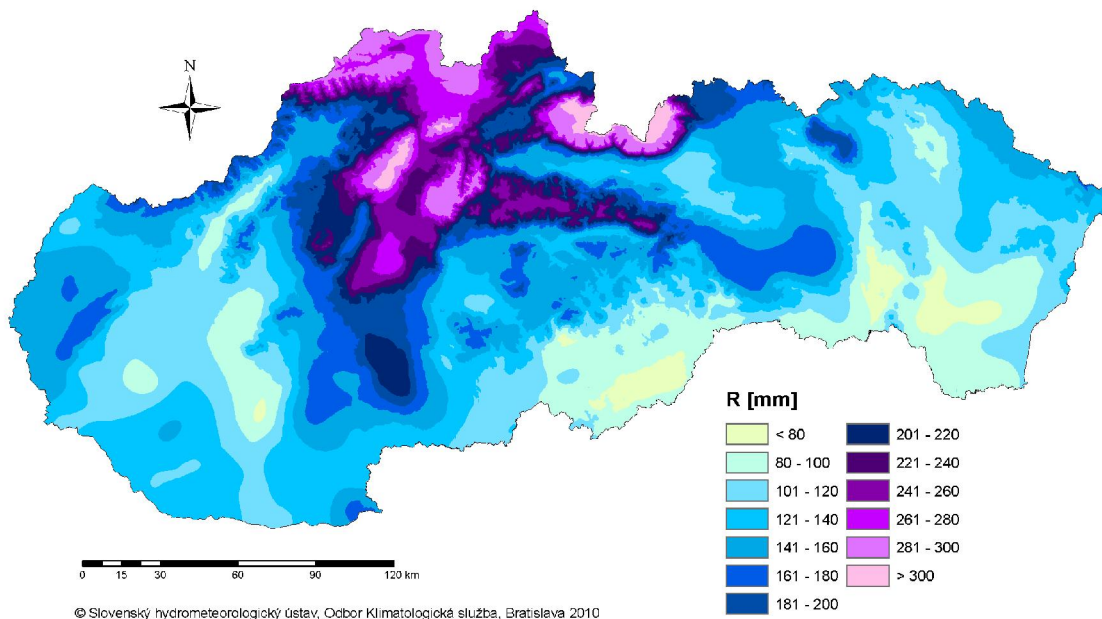 N
R [mm]
< 80
80 - 100
101 - 120
121 - 140
141 - 160
161 - 180
181 - 200
201 - 220
221 - 240
241 - 260
261 - 280
281 - 300
> 300
0 15 30 60 90 120 km
© Slovenský hydrometeorologický ústav, Odbor Klimatologická služba, Bratislava 2010